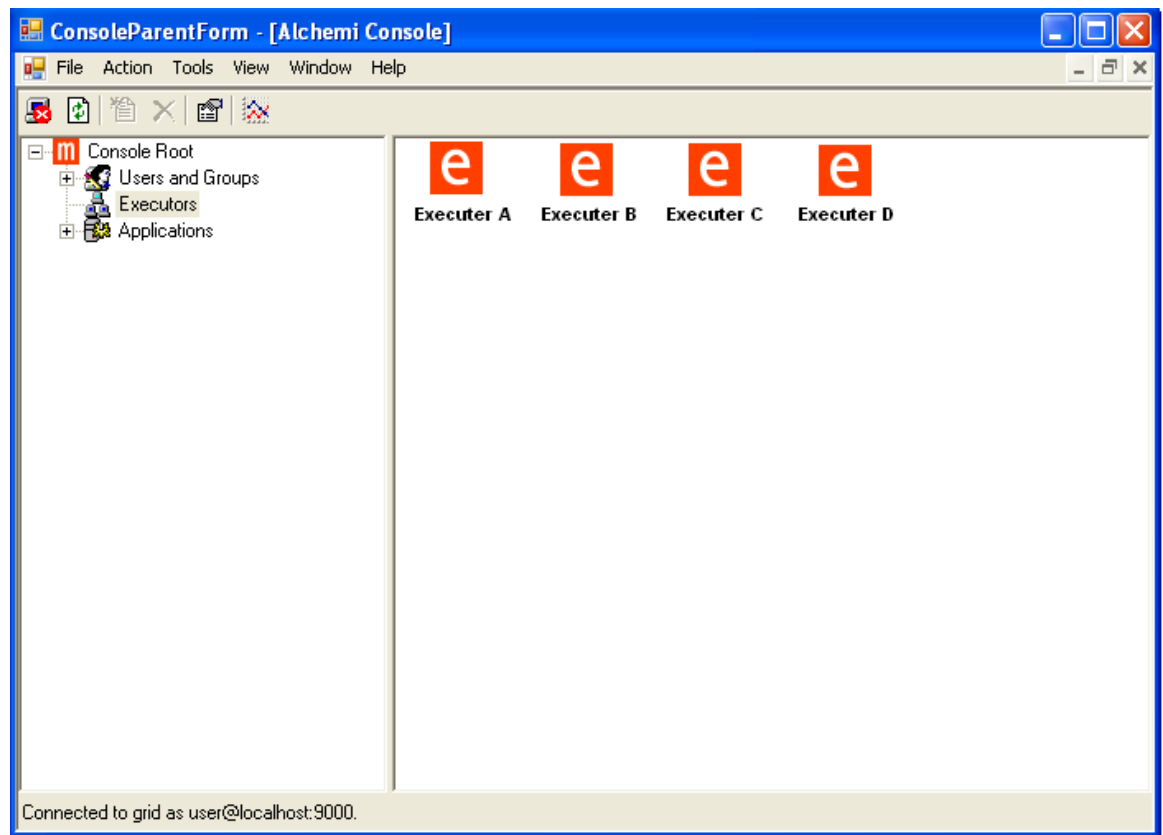 ConsoleParentForm - [Alchemi Console]
File Action Tools View Window Help
m Console Root
Users and Groups
Executors
Applications
e e e e
Executer A Executer B Executer C Executer D
Connected to grid as user@localhost:9000.